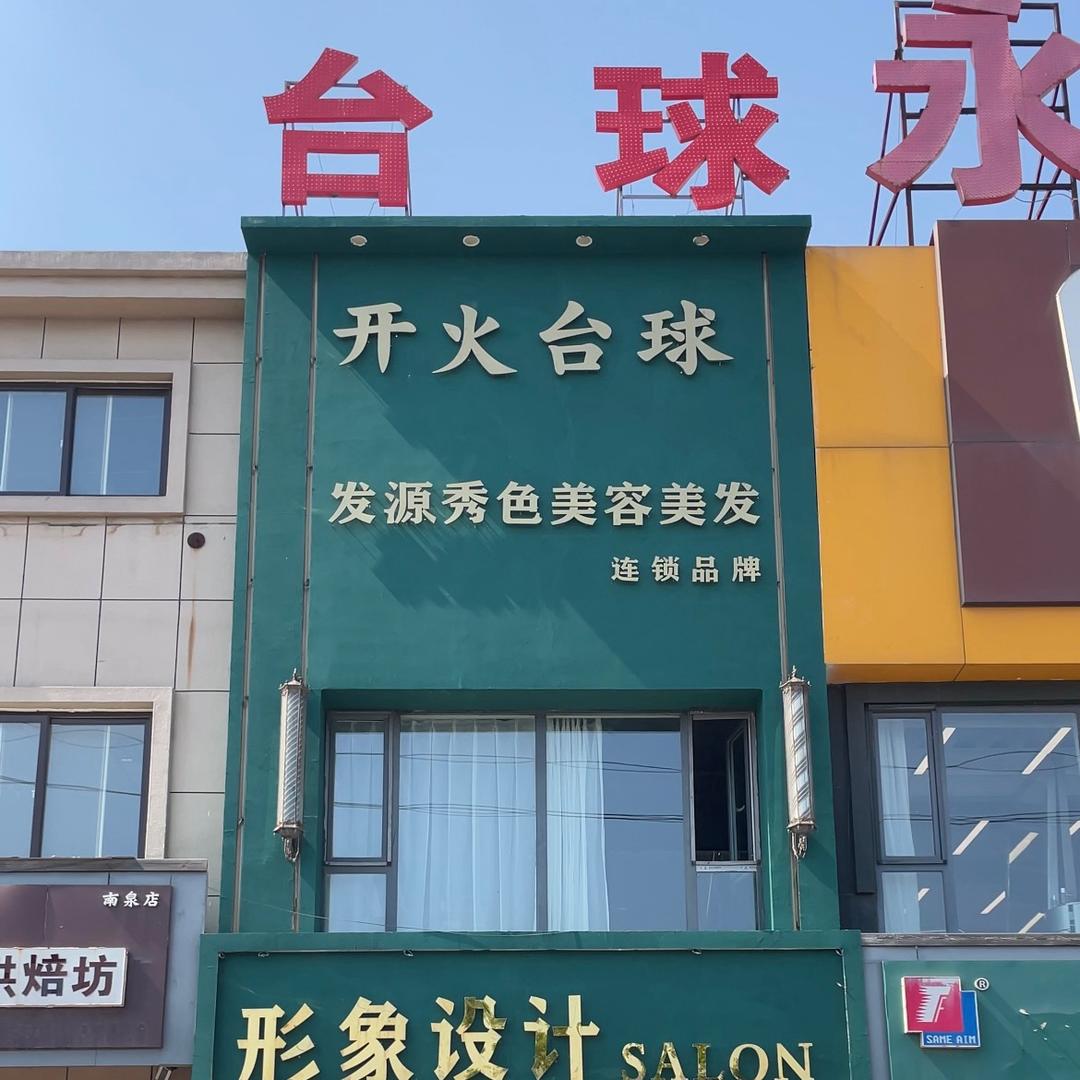 台球
永
开火台球
发源秀色美容美发
连锁品牌
南泉店
烘焙坊
形象设计 SALON
SAME AIM
®